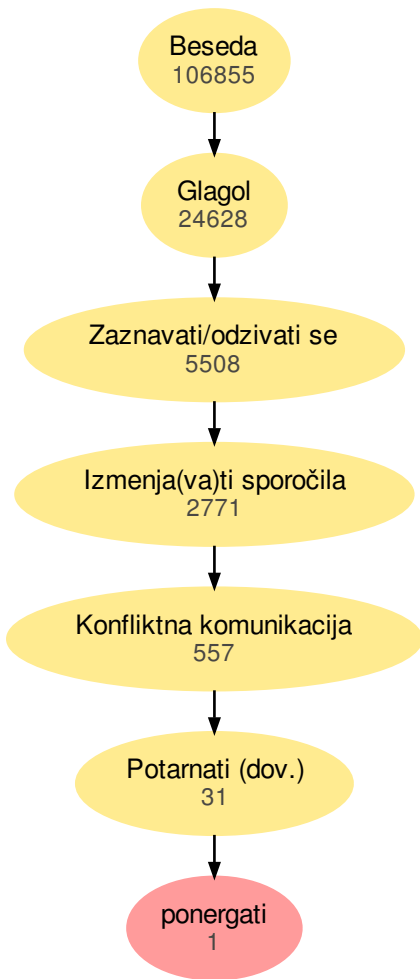 Beseda
106855
Glagol
24628
Zaznavati/odzivati se
5508
Izmenja(va)ti sporočila
2771
Konfliktna komunikacija
557
Potarnati (dov.)
31
ponergati
1